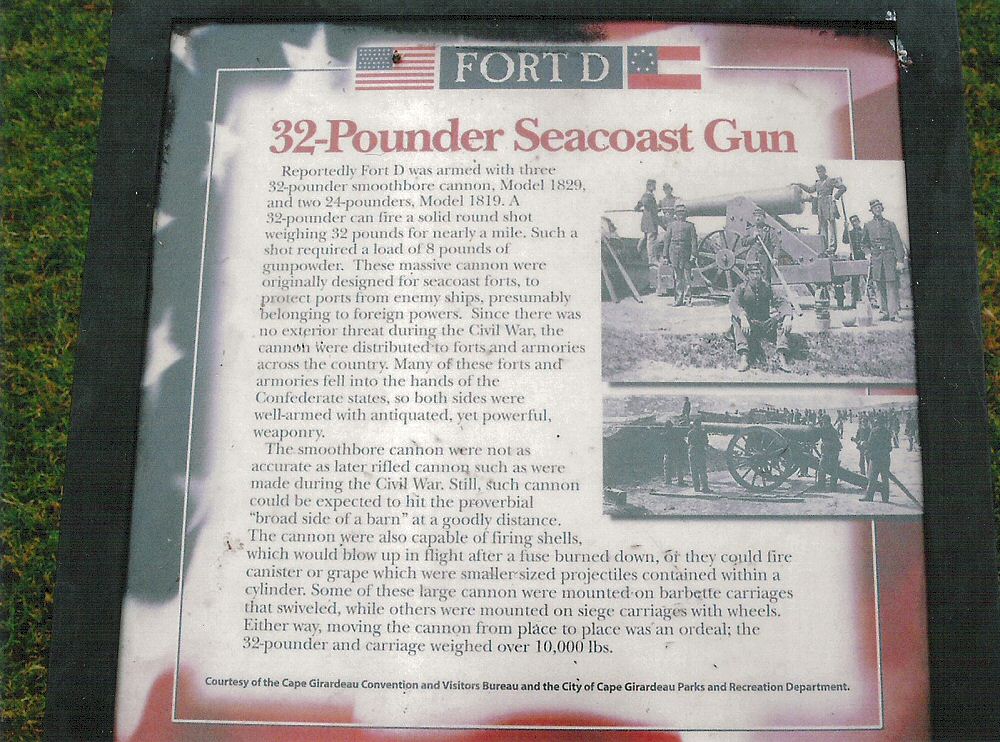 FORT D
32-Pounder Seacoast Gun
Reportedly Fort D was armed with three
32-pounder smoothbore cannon, Model 1829,
and two 24-pounders, Model 1819. A
32-pounder can fire a solid round shot
weighing 32 pounds for nearly a mile. Such a
shot required a load of 8 pounds of
gunpowder. These massive cannon were
originally designed for seacoast forts, to
protect ports from enemy ships, presumably
belonging to foreign powers. Since there was
no exterior threat during the Civil War, the
cannon were distributed to forts and armories
across the country. Many of these forts and
armories fell into the hands of the
Confederate states, so both sides were
well-armed with antiquated, yet powerful,
weaponry.
The smoothbore cannon were not as
accurate as later rifled cannon such as were
made during the Civil War. Still, such cannon
could be expected to hit the proverbial
"broad side of a barn" at a goodly distance.
The cannon were also capable of firing shells,
which would blow up in flight after a fuse burned down, or they could fire
canister or grape which were smaller-sized projectiles contained within a
cylinder. Some of these large cannon were mounted on barbette carriages
that swiveled, while others were mounted on siege carriages with wheels.
Either way, moving the cannon from place to place was an ordeal; the
32-pounder and carriage weighed over 10,000 lbs.
Courtesy of the Cape Girardeau Convention and Visitors Bureau and the City of Cape Girardeau Parks and Recreation Department.